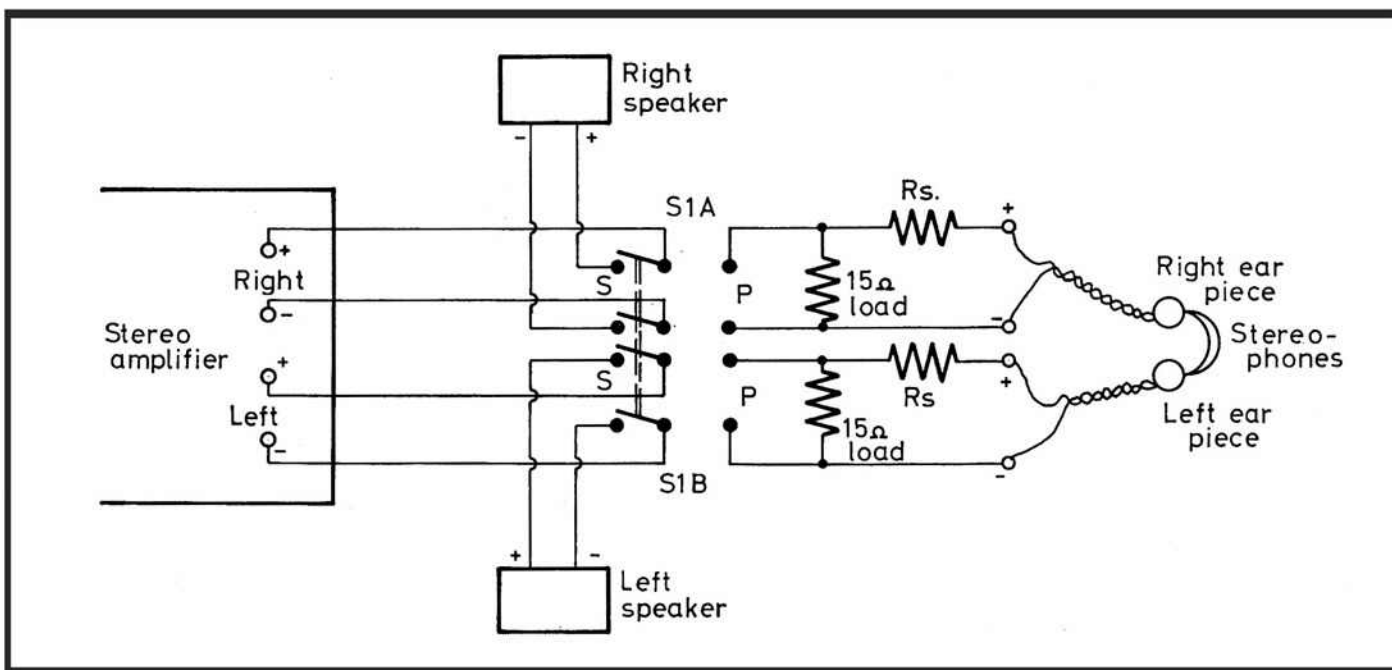 Right
speaker
- +
S1A
Rs.
+
+
Right
-
Stereo
amplifier
+
Left
-
S
S
P
P
15Ω
load
-
+
Rs
15Ω
load
-
Right ear
piece
Stereo-
phones
Left ear
piece
S1B
+ -
Left
speaker